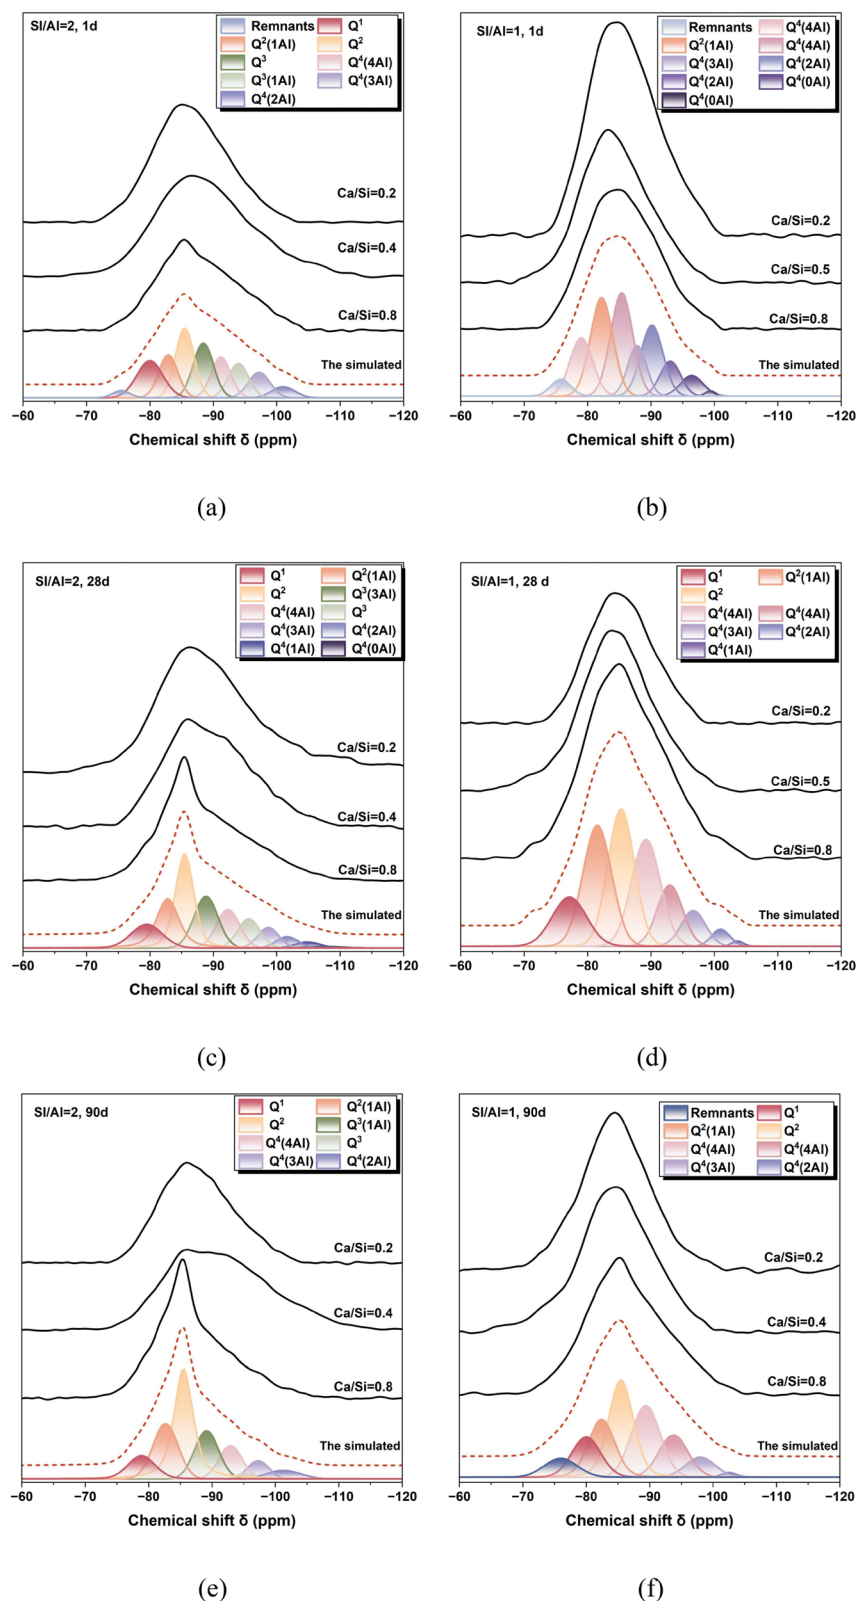 SI/Al=2, 1d
Remnants Q¹
Q²(1Al) Q²
Q³ Q⁴(4Al)
Q³(1Al) Q⁴(3Al)
Q⁴(2Al)
Ca/Si=0.2
Ca/Si=0.4
Ca/Si=0.8
The simulated
−60 −70 −80 −90 −100 −110 −120
Chemical shift δ (ppm)
(a)
SI/Al=1, 1d
Remnants Q⁴(4Al)
Q²(1Al) Q⁴(4Al)
Q⁴(3Al) Q⁴(2Al)
Q⁴(2Al) Q⁴(0Al)
Q⁴(0Al)
Ca/Si=0.2
Ca/Si=0.5
Ca/Si=0.8
The simulated
−60 −70 −80 −90 −100 −110 −120
Chemical shift δ (ppm)
(b)
SI/Al=2, 28d
Q¹ Q²(1Al)
Q² Q³(3Al)
Q⁴(4Al) Q³
Q⁴(3Al) Q⁴(2Al)
Q⁴(1Al) Q⁴(0Al)
Ca/Si=0.2
Ca/Si=0.4
Ca/Si=0.8
The simulated
−60 −70 −80 −90 −100 −110 −120
Chemical shift δ (ppm)
(c)
SI/Al=1, 28 d
Q¹ Q²(1Al)
Q²
Q⁴(4Al) Q⁴(4Al)
Q⁴(3Al) Q⁴(2Al)
Q⁴(1Al)
Ca/Si=0.2
Ca/Si=0.5
Ca/Si=0.8
The simulated
−60 −70 −80 −90 −100 −110 −120
Chemical shift δ (ppm)
(d)
SI/Al=2, 90d
Q¹ Q²(1Al)
Q² Q³(1Al)
Q⁴(4Al) Q³
Q⁴(3Al) Q⁴(2Al)
Ca/Si=0.2
Ca/Si=0.4
Ca/Si=0.8
The simulated
−60 −70 −80 −90 −100 −110 −120
Chemical shift δ (ppm)
(e)
SI/Al=1, 90d
Remnants Q¹
Q²(1Al) Q²
Q⁴(4Al) Q⁴(4Al)
Q⁴(3Al) Q⁴(2Al)
Ca/Si=0.2
Ca/Si=0.4
Ca/Si=0.8
The simulated
−60 −70 −80 −90 −100 −110 −120
Chemical shift δ (ppm)
(f)